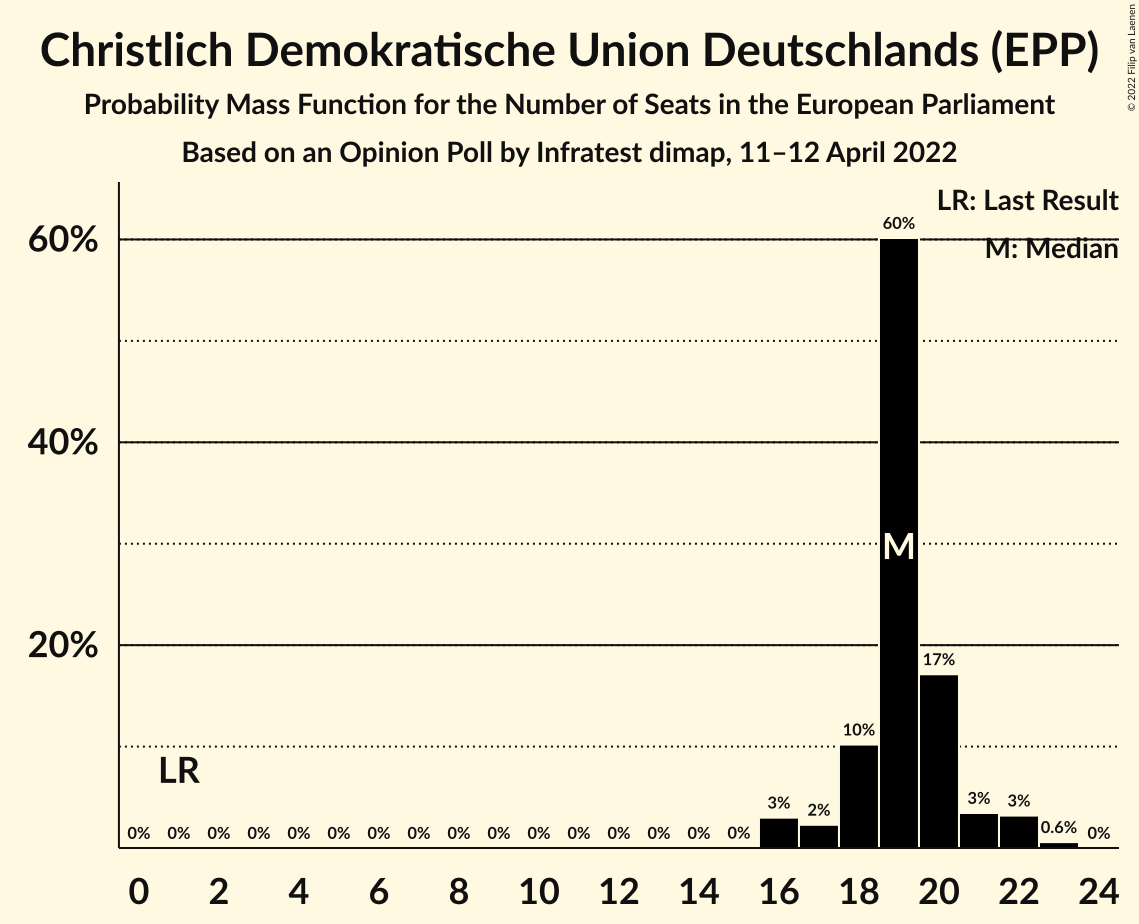 Christlich Demokratische Union Deutschlands (EPP)
Probability Mass Function for the Number of Seats in the European Parliament
Based on an Opinion Poll by Infratest dimap, 11–12 April 2022
© 2022 Filip van Laenen
LR: Last Result
M: Median
60%
40%
20%
60%
M
17%
10%
LR
3%
2%
3%
3%
0.6%
0% 0% 0% 0% 0% 0% 0% 0% 0% 0% 0% 0% 0% 0% 0% 0% 0%
0 2 4 6 8 10 12 14 16 18 20 22 24